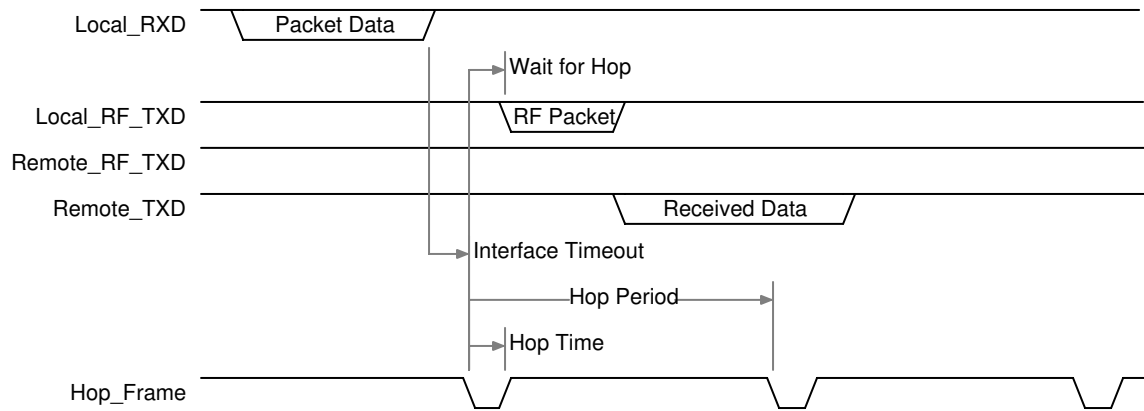 Local_RXD
Packet Data
Wait for Hop
Local_RF_TXD
RF Packet
Remote_RF_TXD
Remote_TXD
Received Data
Interface Timeout
Hop Period
Hop Time
Hop_Frame